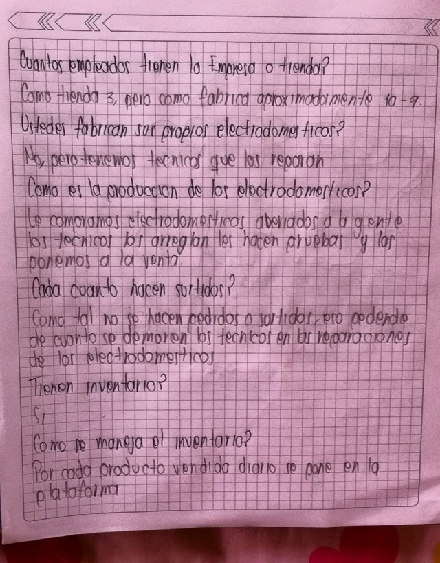 Cuantos empleados tienen la Empresa o tienda?
Como tienda 3, pero como fabrica aproximadamente 10-9
Ustedes fabrican sus propios electrodomesticos?
No, pero tenemos tecnicos que los reparan
Como es la produccion de los electrodomesticos?
Le compramos electrodomesticos aberiados a la gente
los tecnicos los arreglan les hacen pruebas y los
ponemos a la venta.
Cada cuanto hacen surtidos?
Como tal no se hacen pedidos o surtidos, eso depende
de cuanto se demoren los tecnicos en las reparaciones
de los electrodomesticos
Tienen inventario?
Si
Como se maneja el inventario?
Por cada producto vendido diario se pone en la
plataforma